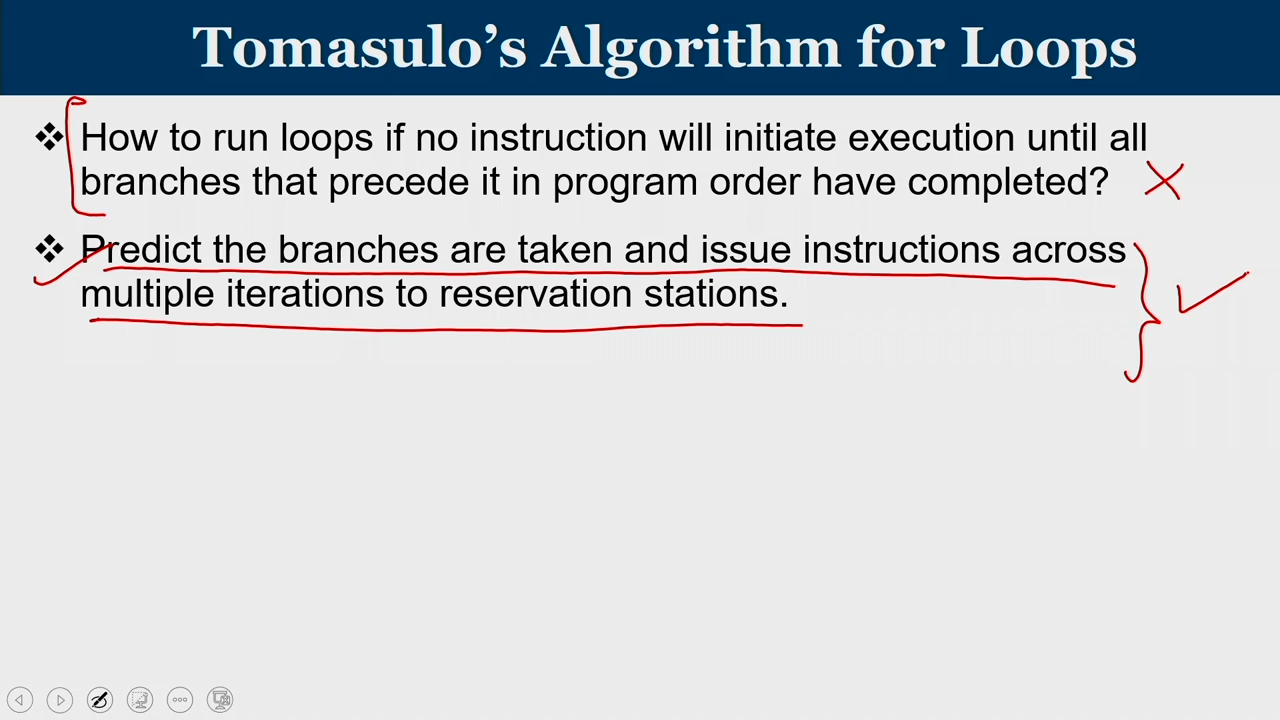 Tomasulo's Algorithm for Loops
How to run loops if no instruction will initiate execution until all
branches that precede it in program order have completed?
Predict the branches are taken and issue instructions across
multiple iterations to reservation stations.